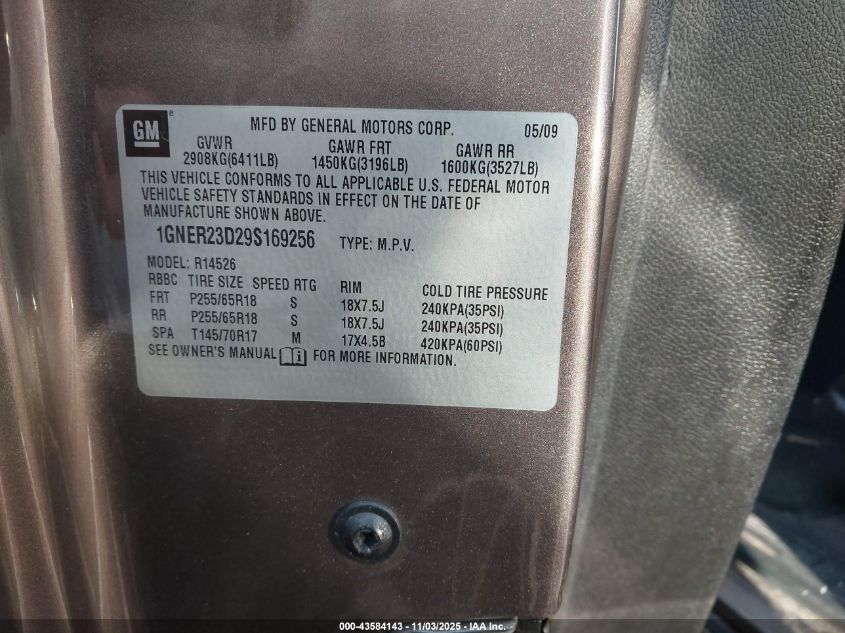 GM ®
MFD BY GENERAL MOTORS CORP. 05/09
GVWR GAWR FRT GAWR RR
2908KG(6411LB) 1450KG(3196LB) 1600KG(3527LB)
THIS VEHICLE CONFORMS TO ALL APPLICABLE U.S. FEDERAL MOTOR
VEHICLE SAFETY STANDARDS IN EFFECT ON THE DATE OF
MANUFACTURE SHOWN ABOVE.
1GNER23D29S169256 TYPE: M.P.V.
MODEL: R14526
RBBC TIRE SIZE SPEED RTG RIM COLD TIRE PRESSURE
FRT P255/65R18 S 18X7.5J 240KPA(35PSI)
RR P255/65R18 S 18X7.5J 240KPA(35PSI)
SPA T145/70R17 M 17X4.5B 420KPA(60PSI)
SEE OWNER'S MANUAL i FOR MORE INFORMATION.
000-43584143 - 11/03/2025 - IAA Inc.